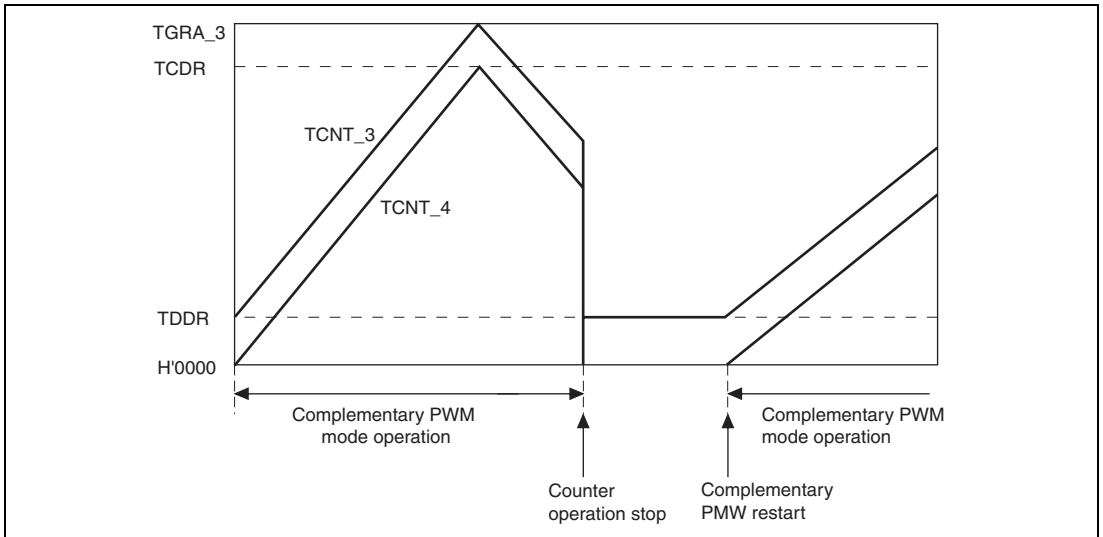 TGRA_3
TCDR
TCNT_3
TCNT_4
TDDR
H'0000
Complementary PWM
mode operation
Complementary PWM
mode operation
Counter
operation stop
Complementary
PMW restart